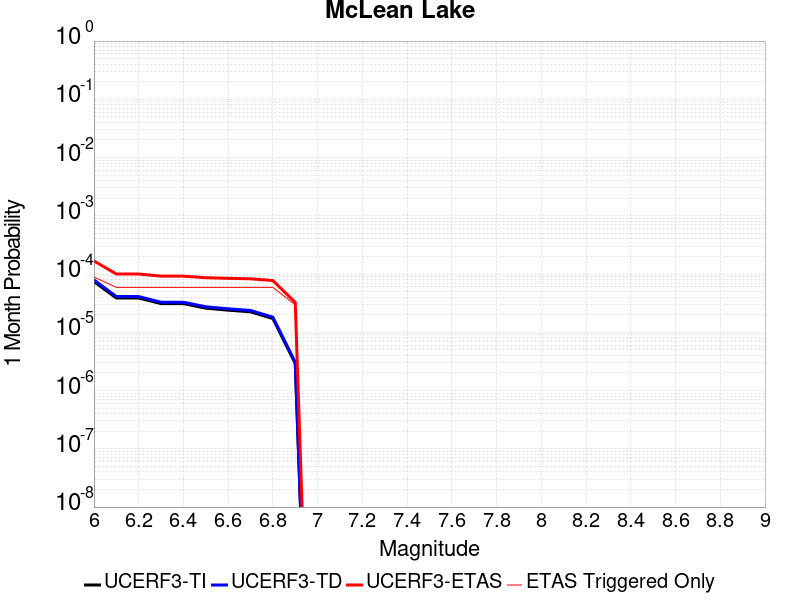 McLean Lake
10^0
10^-1
10^-2
10^-3
10^-4
10^-5
10^-6
10^-7
10^-8
1 Month Probability
6 6.2 6.4 6.6 6.8 7 7.2 7.4 7.6 7.8 8 8.2 8.4 8.6 8.8 9
Magnitude
UCERF3-TI UCERF3-TD UCERF3-ETAS ETAS Triggered Only